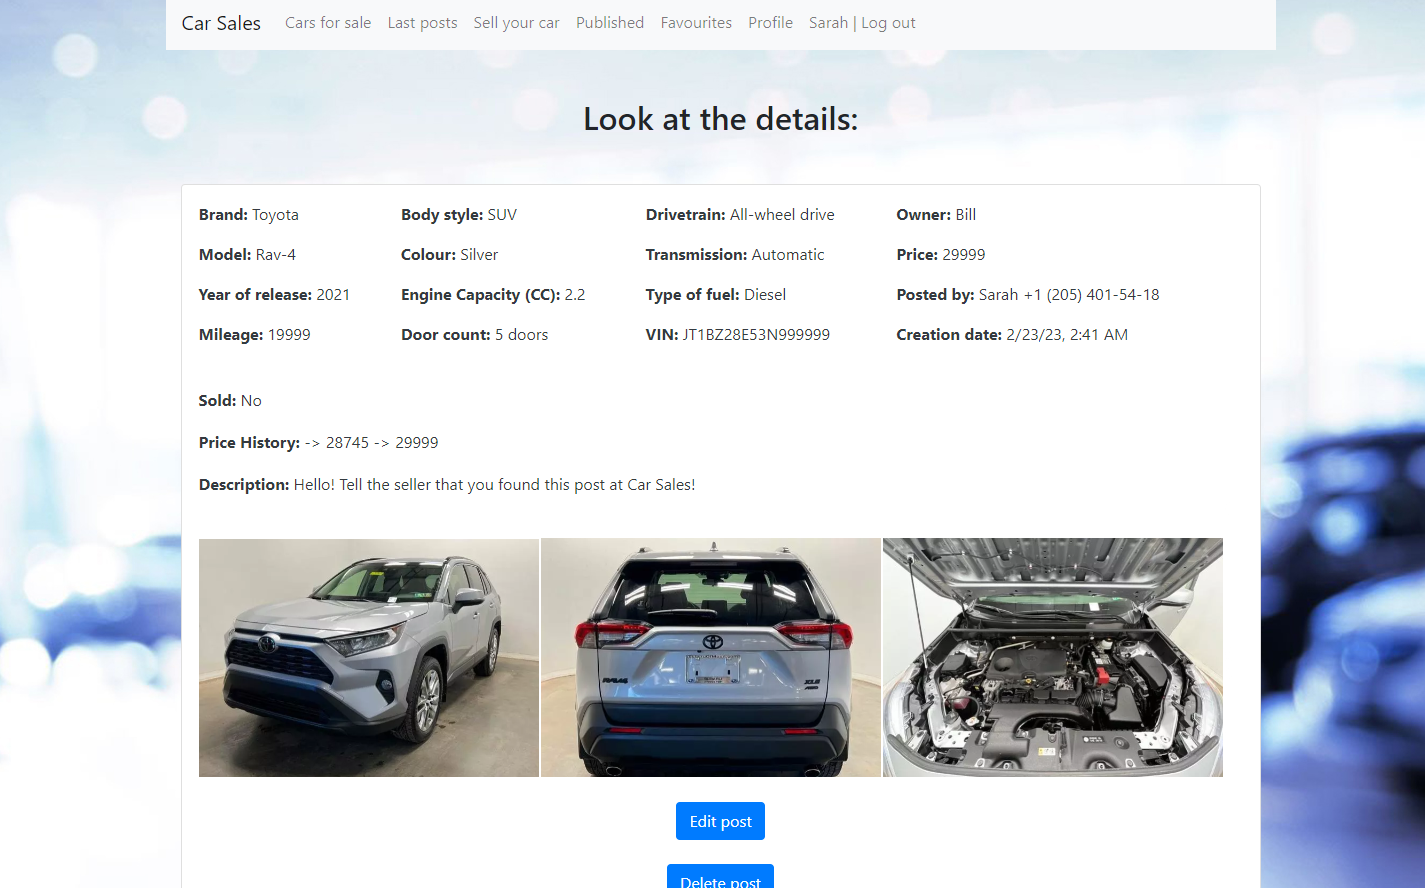 Car Sales Cars for sale Last posts Sell your car Published Favourites Profile Sarah | Log out
Look at the details:
Brand: Toyota Body style: SUV Drivetrain: All-wheel drive Owner: Bill
Model: Rav-4 Colour: Silver Transmission: Automatic Price: 29999
Year of release: 2021 Engine Capacity (CC): 2.2 Type of fuel: Diesel Posted by: Sarah +1 (205) 401-54-18
Mileage: 19999 Door count: 5 doors VIN: JT1BZ28E53N999999 Creation date: 2/23/23, 2:41 AM
Sold: No
Price History: -> 28745 -> 29999
Description: Hello! Tell the seller that you found this post at Car Sales!
RAV4 XLE
AWD
Edit post
Delete post